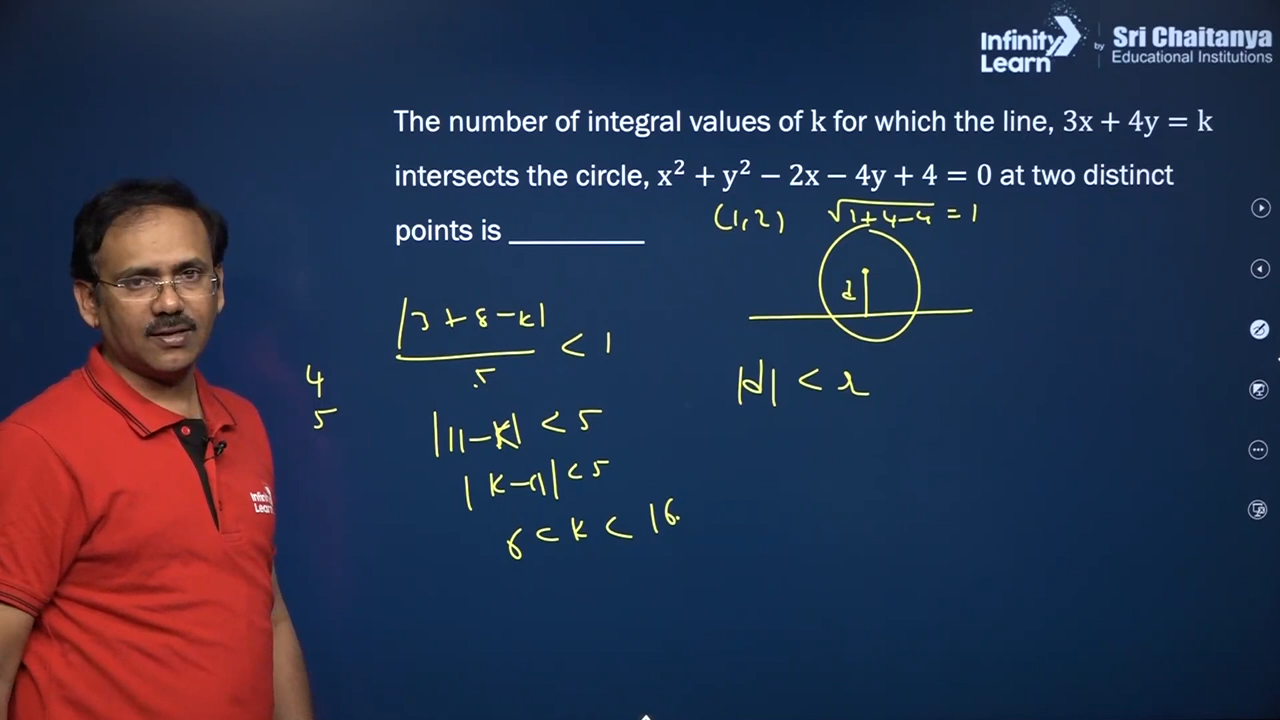 Infinity Learn by Sri Chaitanya Educational Institutions
The number of integral values of k for which the line, 3x + 4y = k
intersects the circle, x² + y² − 2x − 4y + 4 = 0 at two distinct
points is ________
(1,2) √1+4-4 = 1
d
|3+8-k|
< 1
5
|d| < r
4
5
|11-k| < 5
|k-11| < 5
6 < k < 16.
Infinity
Learn